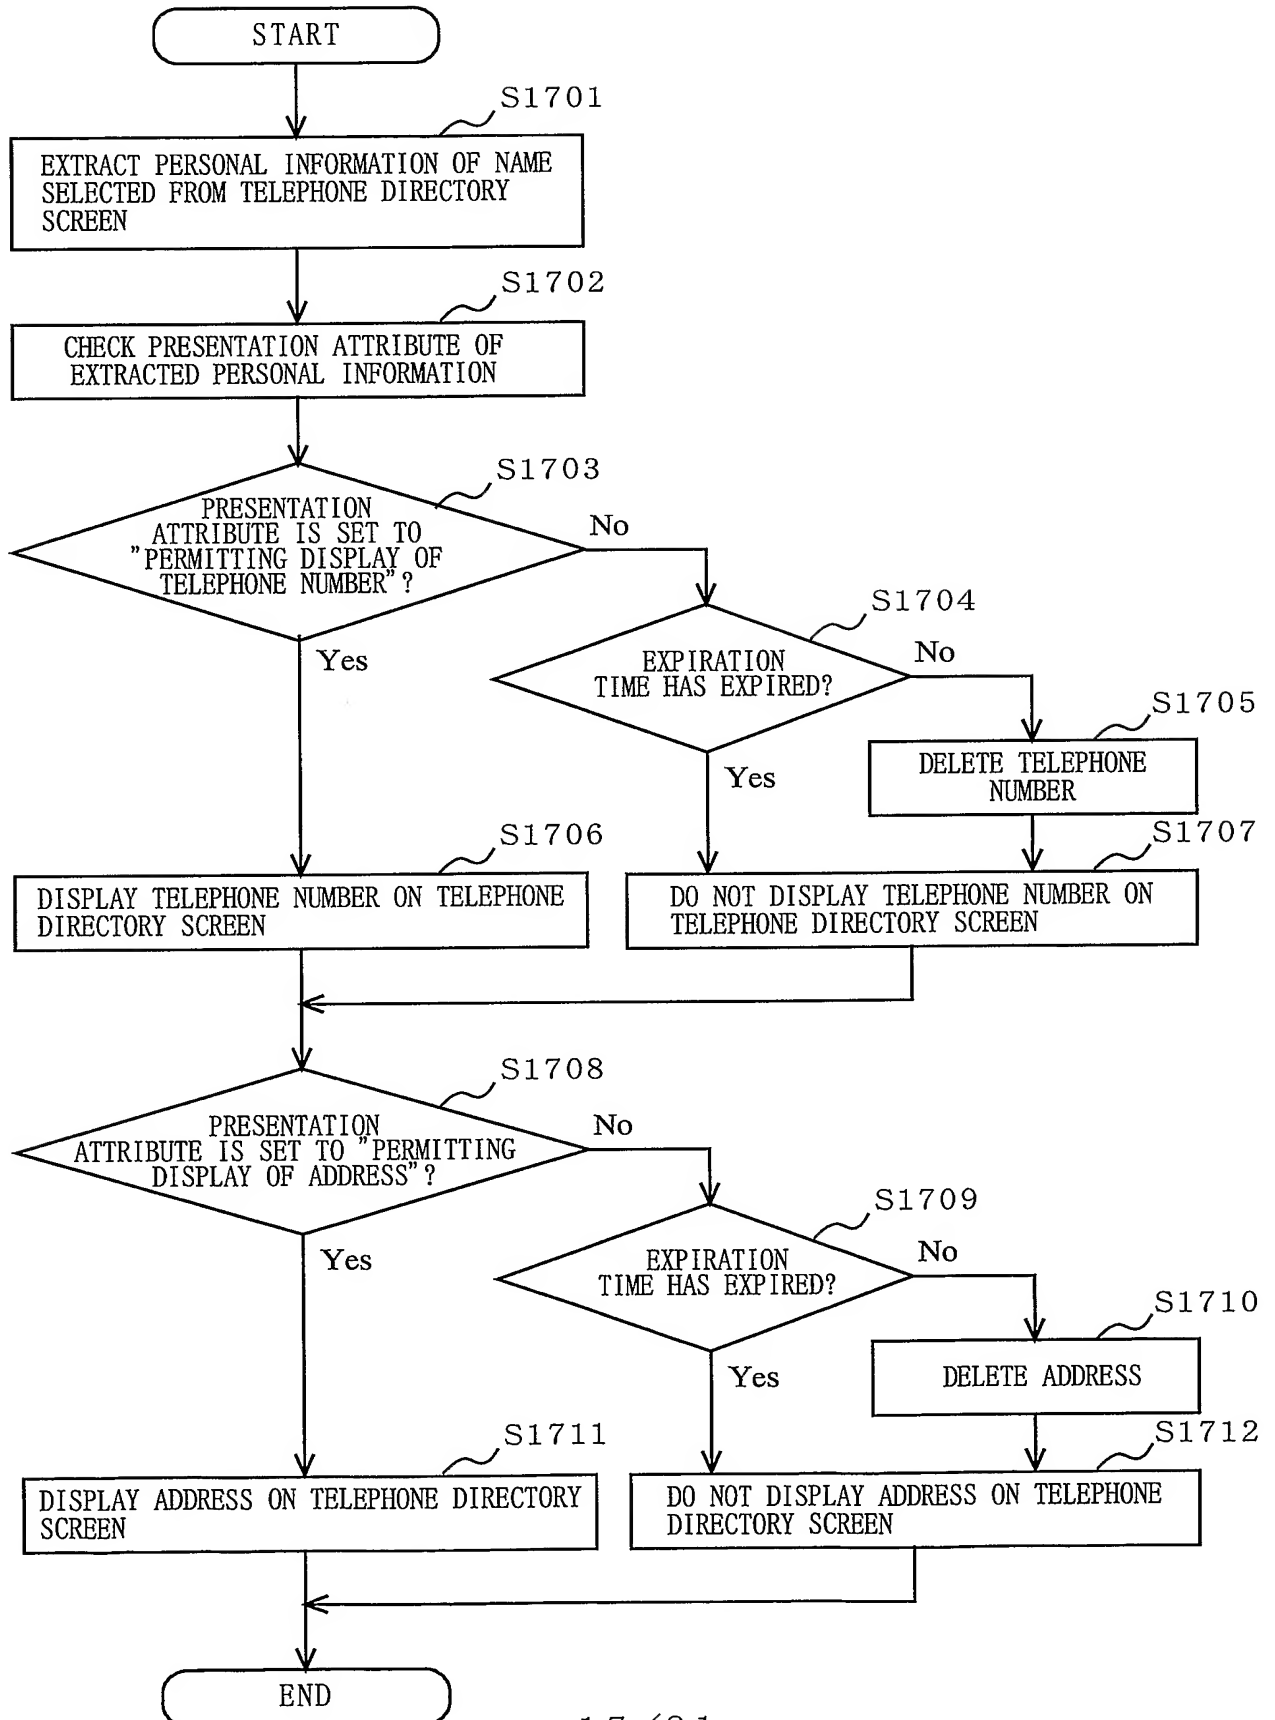 START
S1701
EXTRACT PERSONAL INFORMATION OF NAME
SELECTED FROM TELEPHONE DIRECTORY
SCREEN
S1702
CHECK PRESENTATION ATTRIBUTE OF
EXTRACTED PERSONAL INFORMATION
S1703
PRESENTATION
ATTRIBUTE IS SET TO
"PERMITTING DISPLAY OF
TELEPHONE NUMBER"?
No
Yes
S1704
EXPIRATION
TIME HAS EXPIRED?
No
Yes
S1705
DELETE TELEPHONE
NUMBER
S1706
DISPLAY TELEPHONE NUMBER ON TELEPHONE
DIRECTORY SCREEN
S1707
DO NOT DISPLAY TELEPHONE NUMBER ON
TELEPHONE DIRECTORY SCREEN
S1708
PRESENTATION
ATTRIBUTE IS SET TO "PERMITTING
DISPLAY OF ADDRESS"?
No
Yes
S1709
EXPIRATION
TIME HAS EXPIRED?
No
Yes
S1710
DELETE ADDRESS
S1711
DISPLAY ADDRESS ON TELEPHONE DIRECTORY
SCREEN
S1712
DO NOT DISPLAY ADDRESS ON TELEPHONE
DIRECTORY SCREEN
END